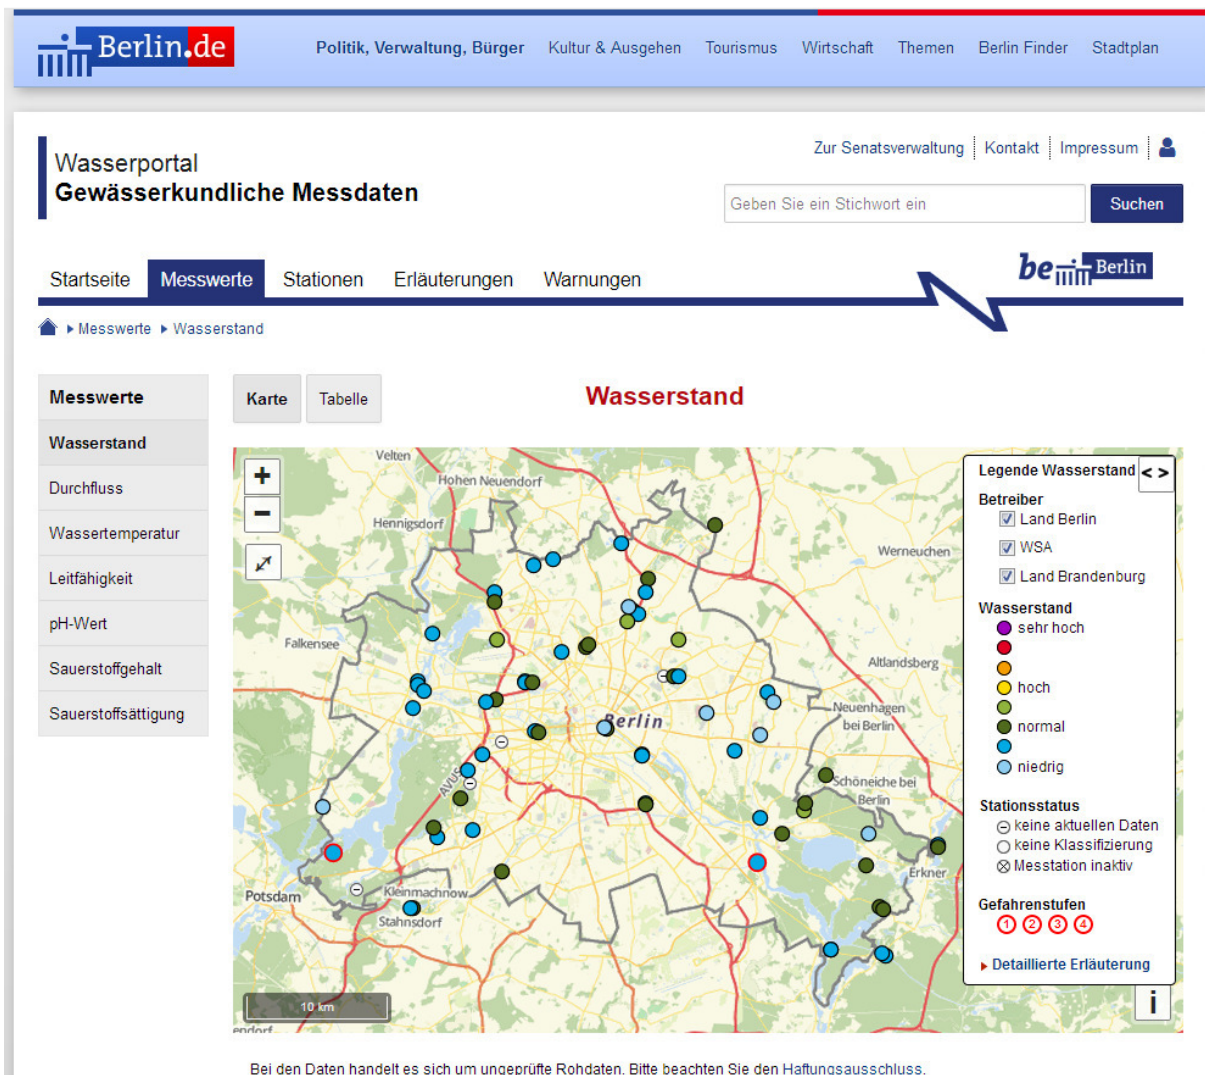 Berlin.de
Politik, Verwaltung, Bürger Kultur & Ausgehen Tourismus Wirtschaft Themen Berlin Finder Stadtplan
Zur Senatsverwaltung Kontakt Impressum
Wasserportal
Gewässerkundliche Messdaten
Geben Sie ein Stichwort ein
Suchen
Startseite Messwerte Stationen Erläuterungen Warnungen
be Berlin
Messwerte Wasserstand
Messwerte
Wasserstand
Durchfluss
Wassertemperatur
Leitfähigkeit
pH-Wert
Sauerstoffgehalt
Sauerstoffsättigung
Karte Tabelle
Wasserstand
+
−
Velten
Hohen Neuendorf
Hennigsdorf
Werneuchen
Falkensee
Altlandsberg
Neuenhagen
bei Berlin
Berlin
AVUS
Schöneiche bei
Berlin
Erkner
Potsdam
Kleinmachnow
Stahnsdorf
10 km
endorf
Legende Wasserstand < >
Betreiber
Land Berlin
WSA
Land Brandenburg
Wasserstand
sehr hoch
hoch
normal
niedrig
Stationsstatus
keine aktuellen Daten
keine Klassifizierung
Messtation inaktiv
Gefahrenstufen
1 2 3 4
Detaillierte Erläuterung
i
Bei den Daten handelt es sich um ungeprüfte Rohdaten. Bitte beachten Sie den Haftungsausschluss.